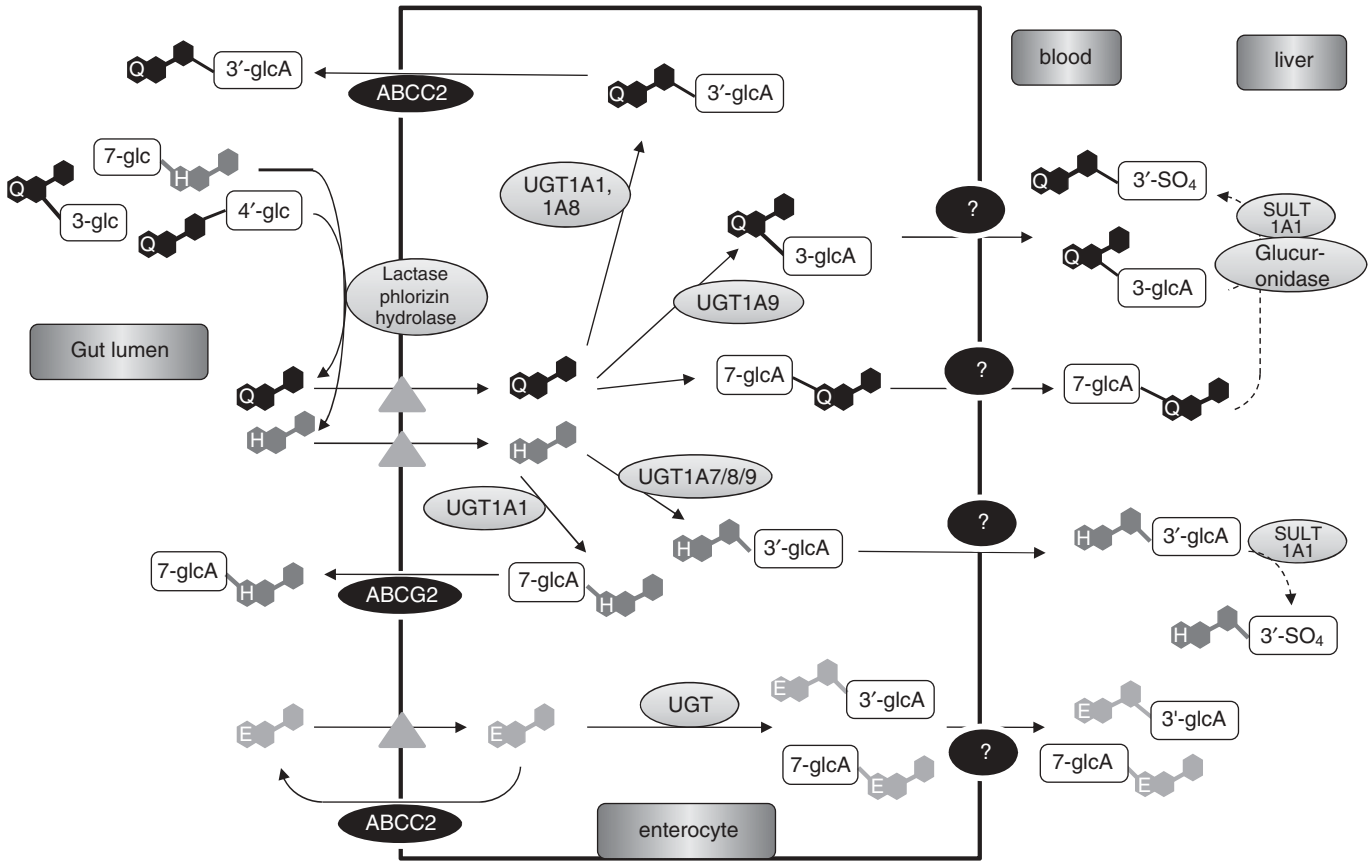 blood
liver
Q
3′-glcA
ABCC2
Q
3′-glcA
7-glc
H
Q
3-glc
Q
4′-glc
UGT1A1,
1A8
Q
3-glcA
?
Q
3′-SO₄
SULT
1A1
Q
3-glcA
Glucur-
onidase
Lactase
phlorizin
hydrolase
UGT1A9
Gut lumen
Q
Q
7-glcA
Q
?
7-glcA
Q
H
H
UGT1A1
UGT1A7/8/9
H
3′-glcA
?
H
3′-glcA
SULT
1A1
7-glcA
H
ABCG2
7-glcA
H
H
3′-SO₄
E
E
UGT
E
3′-glcA
7-glcA
E
?
E
3'-glcA
7-glcA
E
ABCC2
enterocyte